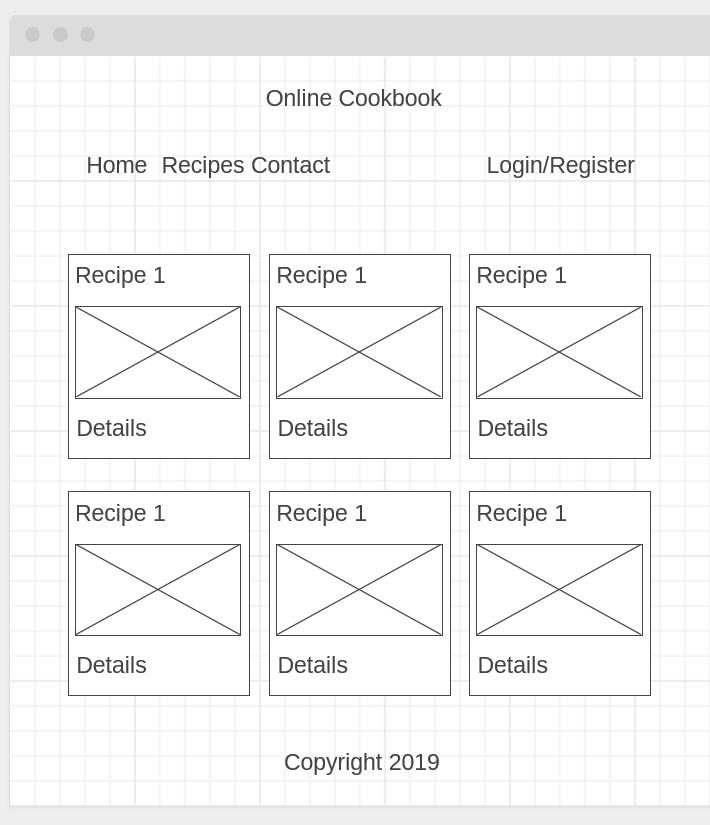 Online Cookbook
Home Recipes Contact Login/Register
Recipe 1 Recipe 1 Recipe 1
Details Details Details
Recipe 1 Recipe 1 Recipe 1
Details Details Details
Copyright 2019